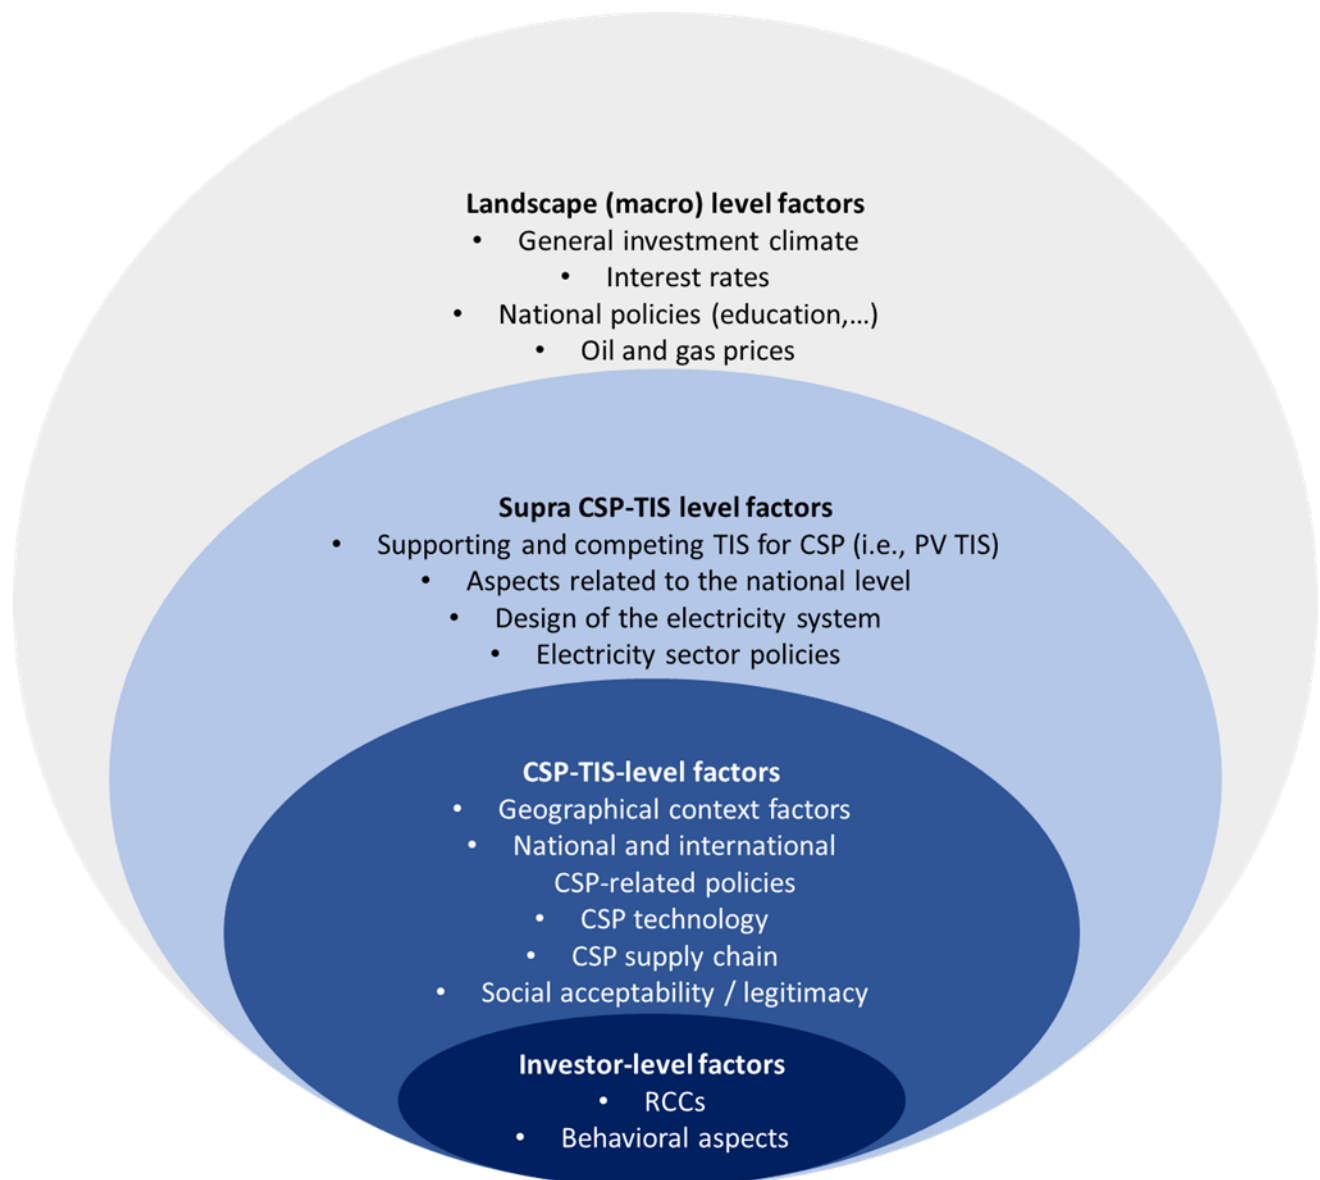 Landscape (macro) level factors
• General investment climate
• Interest rates
• National policies (education,...)
• Oil and gas prices
Supra CSP-TIS level factors
• Supporting and competing TIS for CSP (i.e., PV TIS)
• Aspects related to the national level
• Design of the electricity system
• Electricity sector policies
CSP-TIS-level factors
• Geographical context factors
• National and international
CSP-related policies
• CSP technology
• CSP supply chain
• Social acceptability / legitimacy
Investor-level factors
• RCCs
• Behavioral aspects